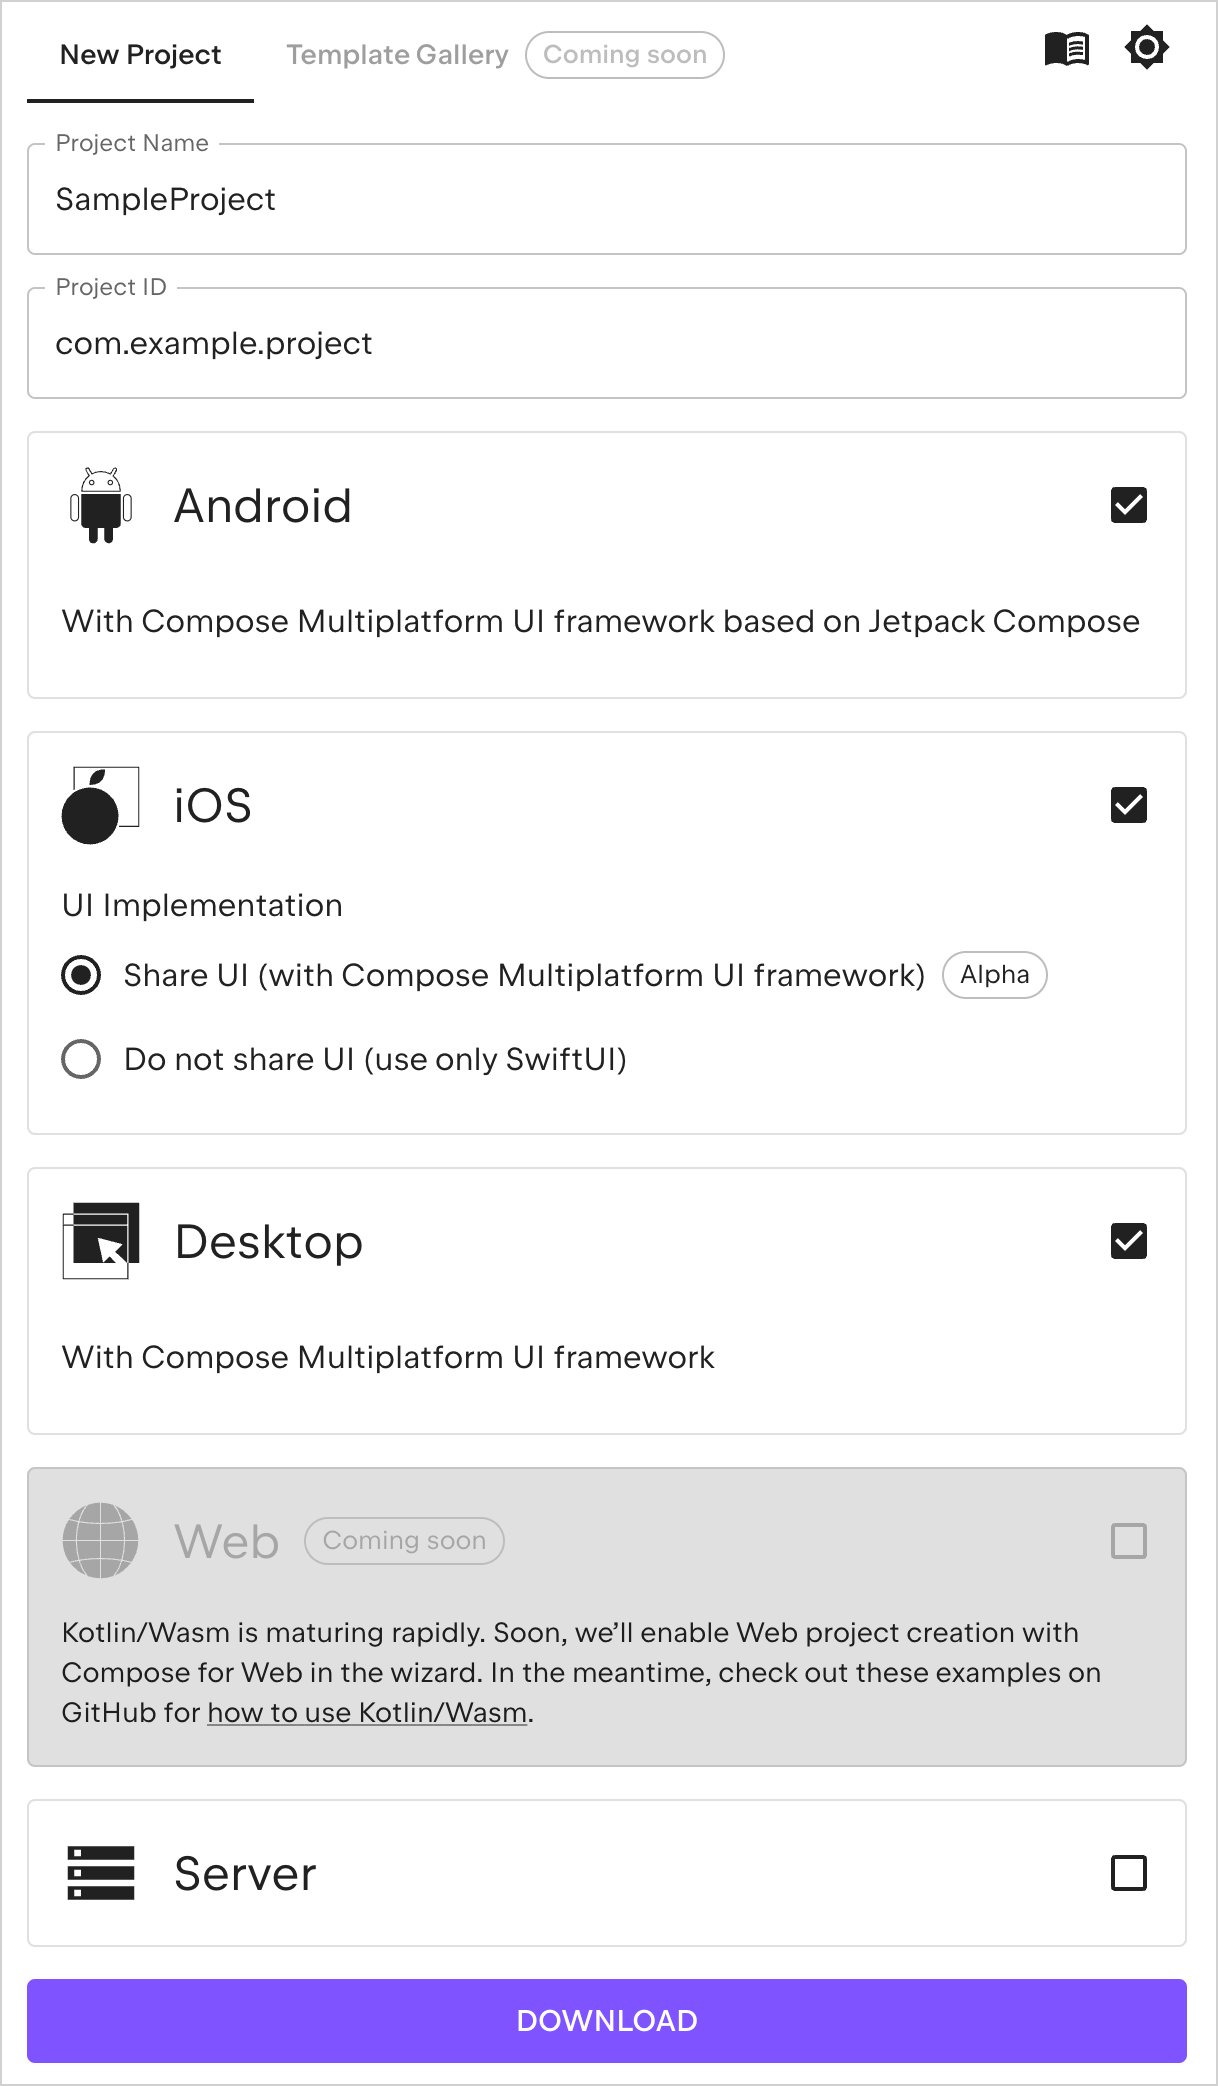 New Project
Template Gallery
Coming soon
Project Name
SampleProject
Project ID
com.example.project
Android
With Compose Multiplatform UI framework based on Jetpack Compose
iOS
UI Implementation
Share UI (with Compose Multiplatform UI framework)
Alpha
Do not share UI (use only SwiftUI)
Desktop
With Compose Multiplatform UI framework
Web
Coming soon
Kotlin/Wasm is maturing rapidly. Soon, we’ll enable Web project creation with
Compose for Web in the wizard. In the meantime, check out these examples on
GitHub for how to use Kotlin/Wasm.
Server
DOWNLOAD